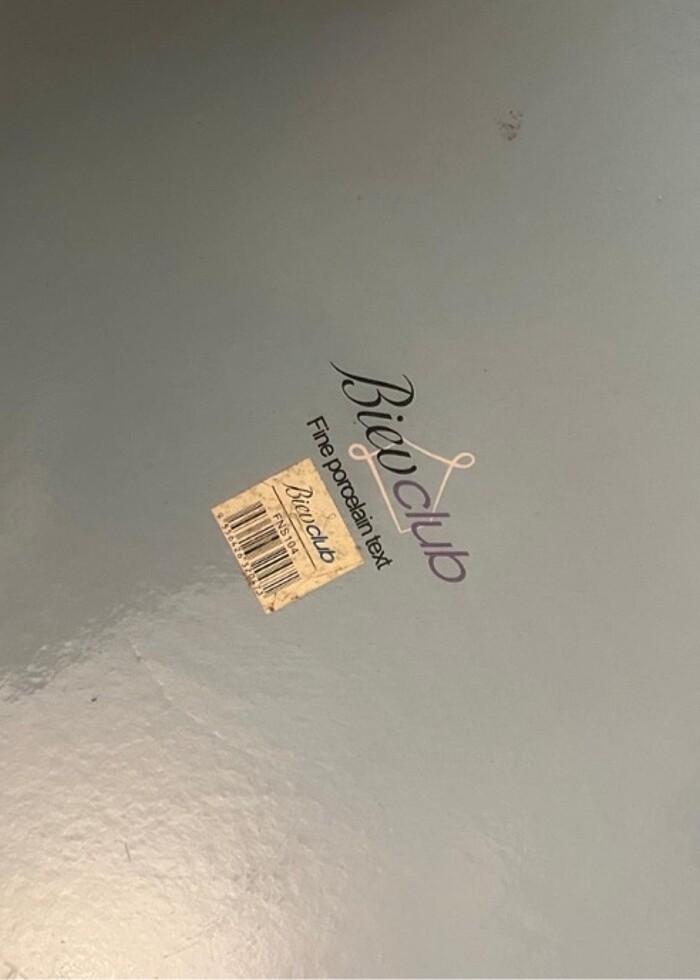 Bievclub
Fine porcelain text
Bievclub
FNS104